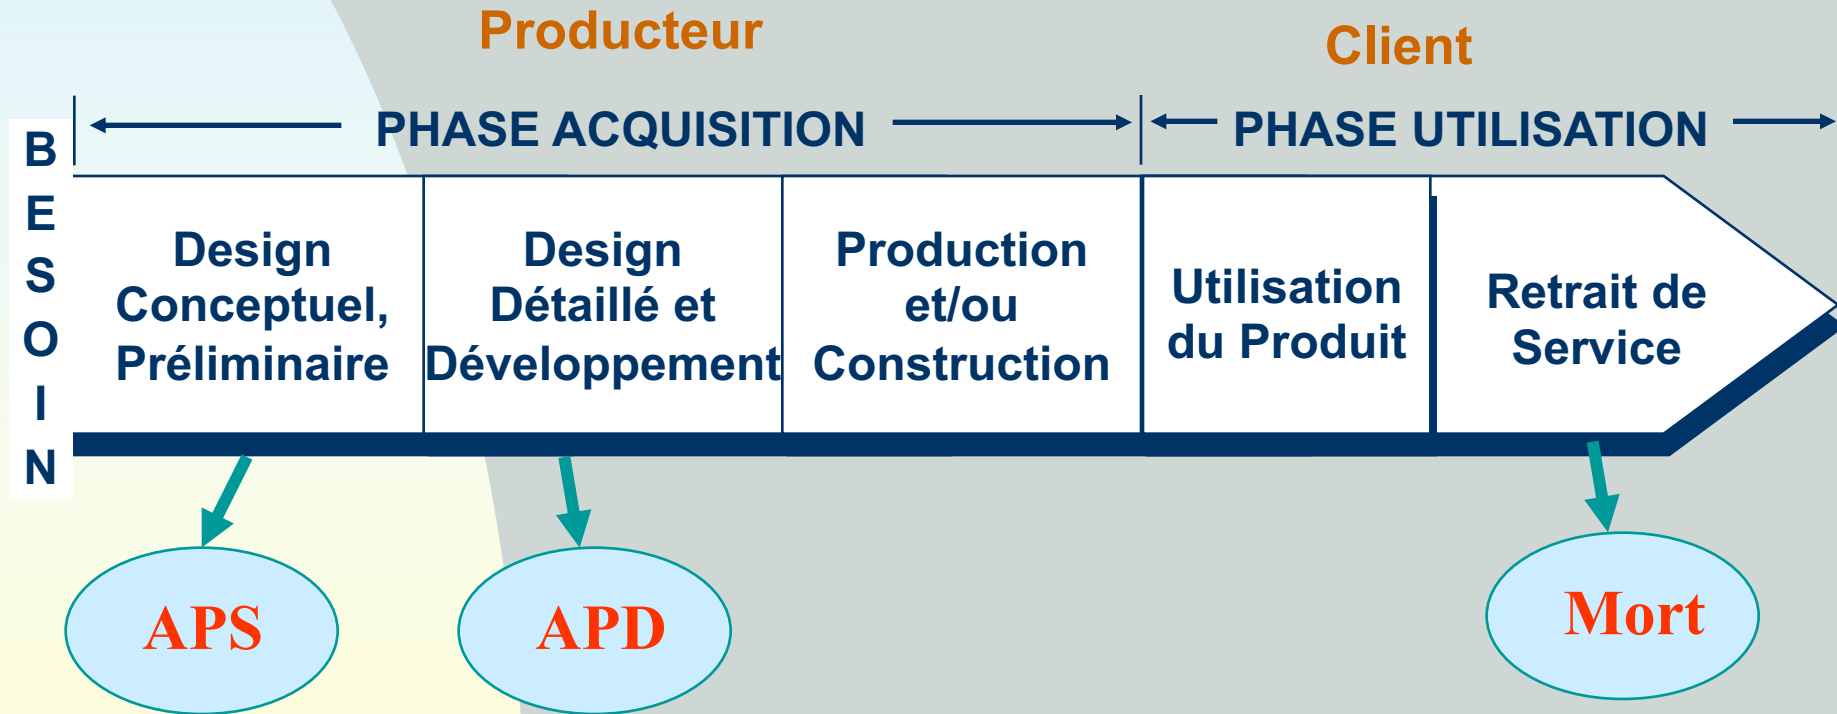 Producteur
Client
PHASE ACQUISITION
PHASE UTILISATION
B
E
S
O
I
N
Design
Conceptuel,
Préliminaire
Design
Détaillé et
Développement
Production
et/ou
Construction
Utilisation
du Produit
Retrait de
Service
APS
APD
Mort